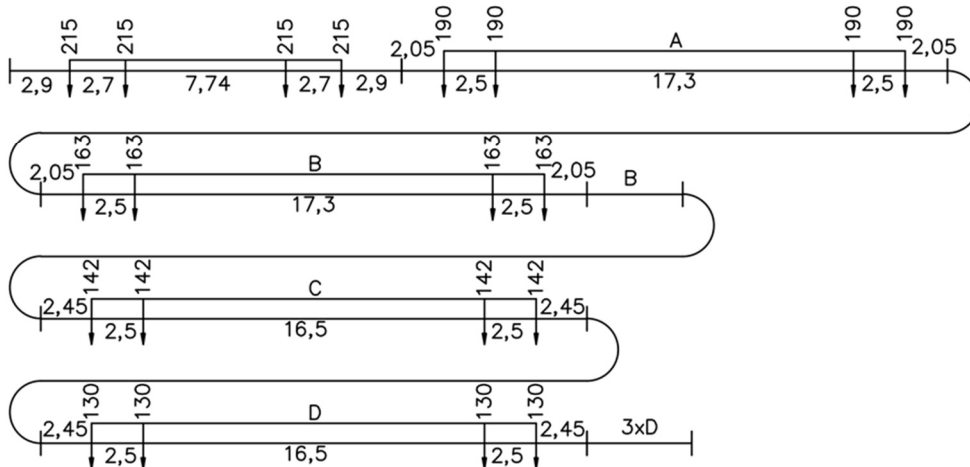 215 215 215 215 190 190 A 190 190
2,9 2,7 7,74 2,7 2,9 2,05 2,5 17,3 2,5 2,05
2,05 163 163 B 163 163 2,05 B
2,5 17,3 2,5
2,45 142 142 C 142 142 2,45
2,5 16,5 2,5
2,45 130 130 D 130 130 2,45 3xD
2,5 16,5 2,5